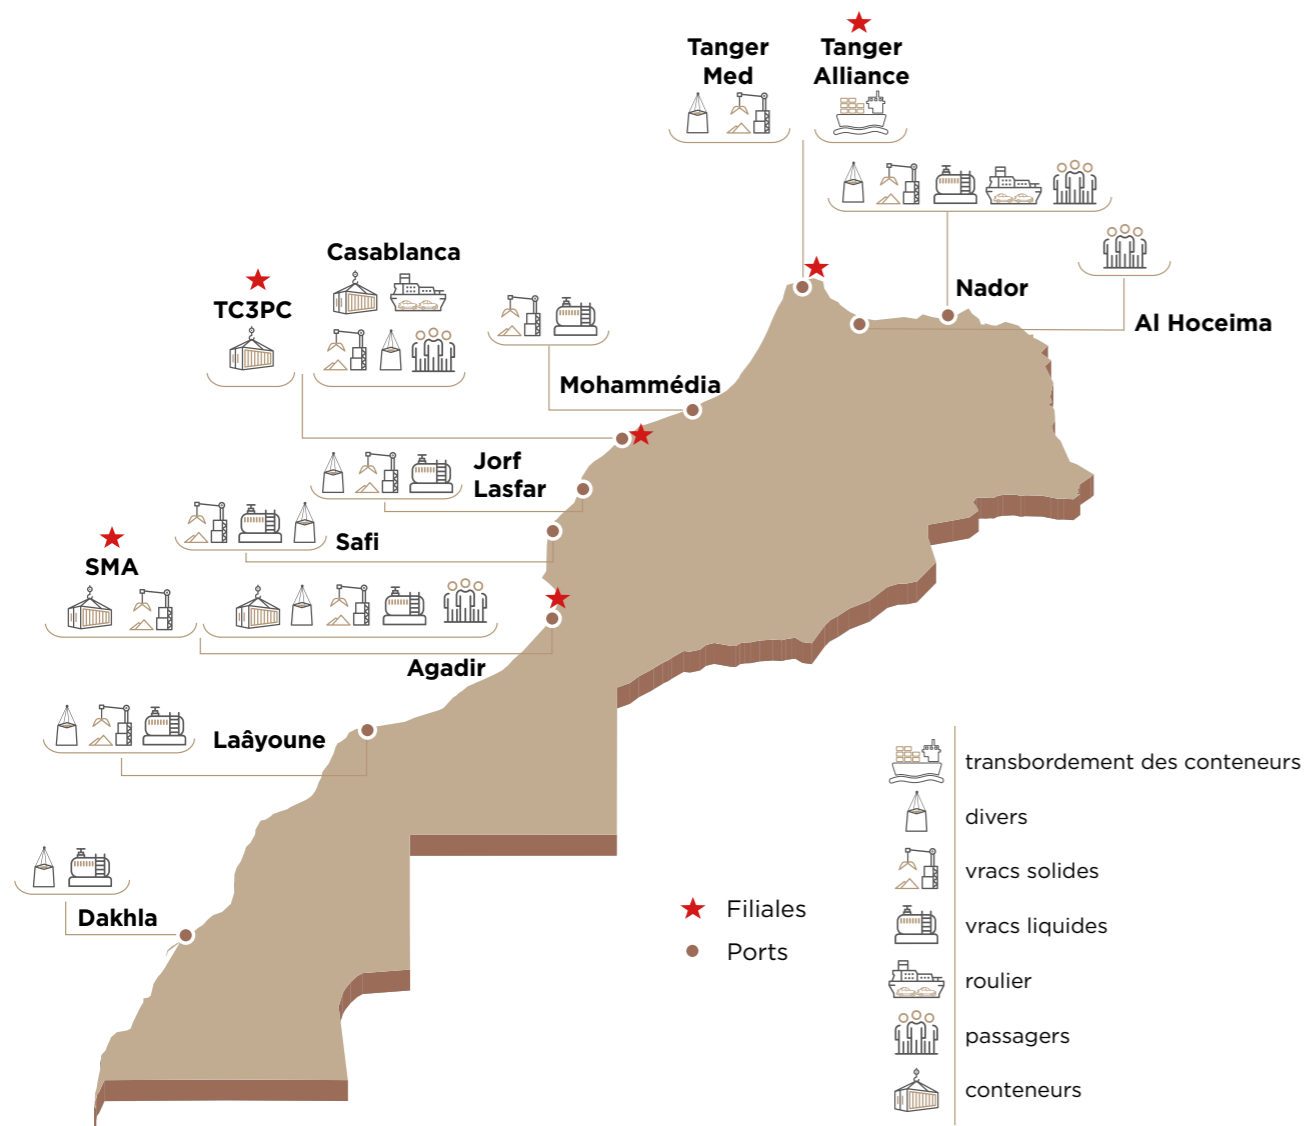 Tanger
Med
Tanger
Alliance
Casablanca
TC3PC
Nador
Al Hoceima
Mohammédia
Jorf
Lasfar
Safi
SMA
Agadir
Laâyoune
Dakhla
Filiales
Ports
transbordement des conteneurs
divers
vracs solides
vracs liquides
roulier
passagers
conteneurs